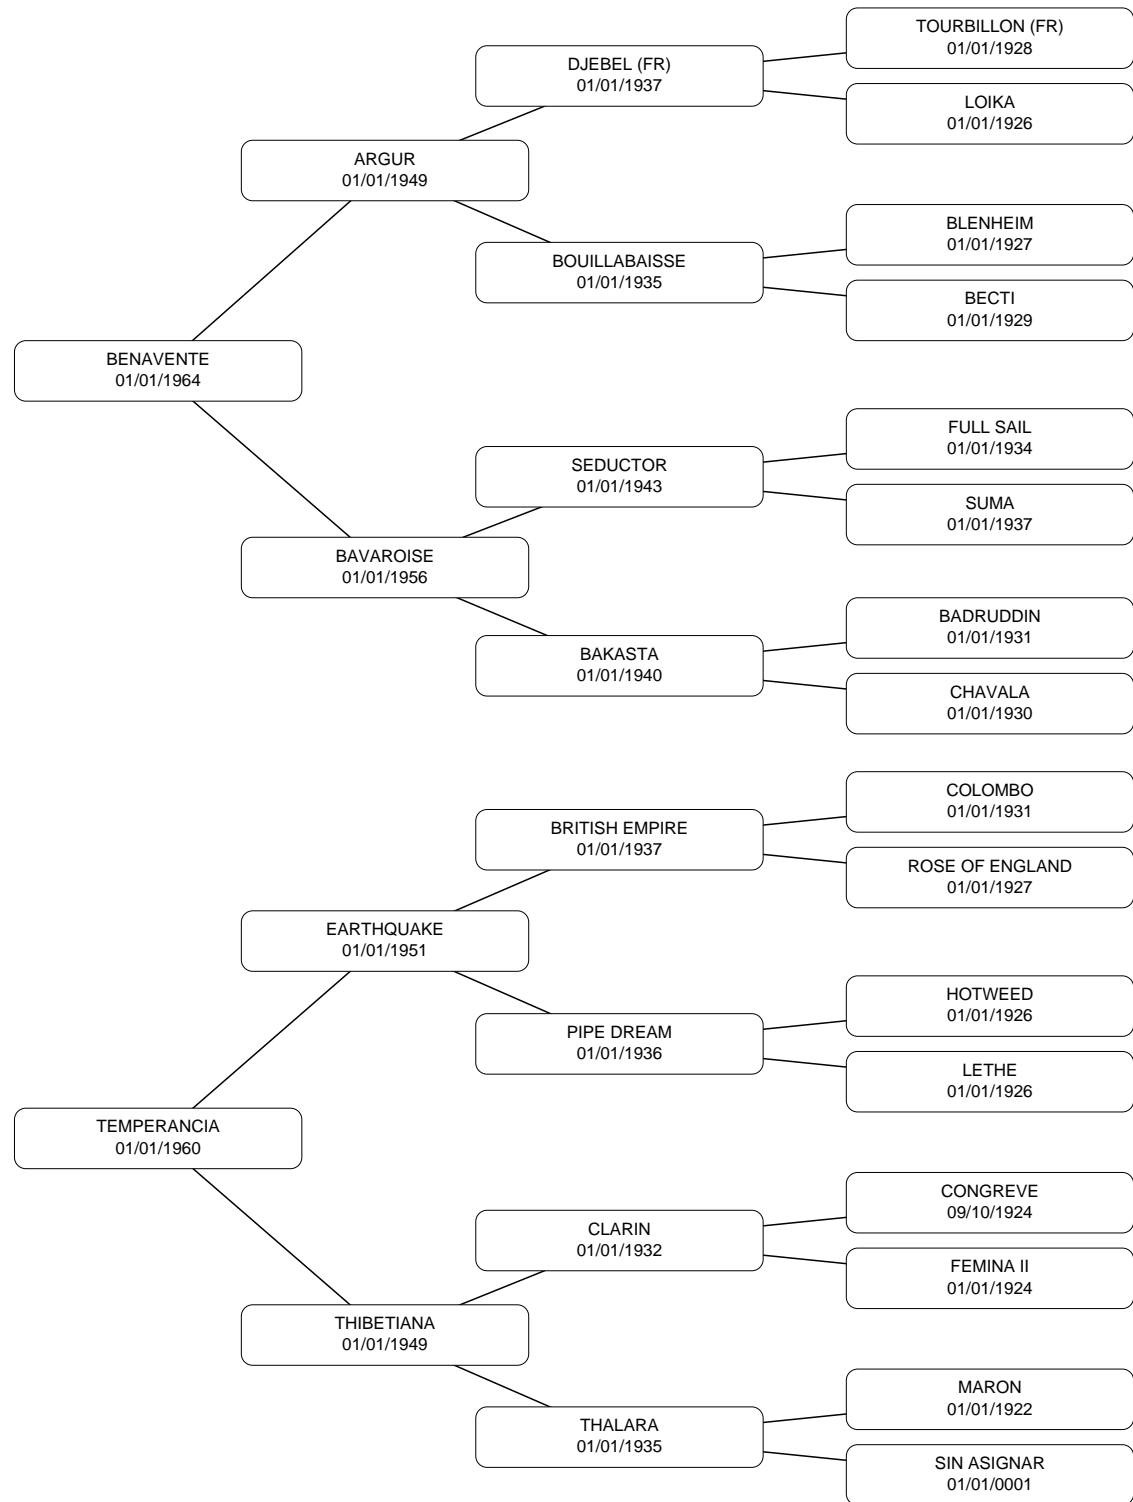 TOURBILLON (FR)
01/01/1928
DJEBEL (FR)
01/01/1937
LOIKA
01/01/1926
ARGUR
01/01/1949
BLENHEIM
01/01/1927
BOUILLABAISSE
01/01/1935
BECTI
01/01/1929
BENAVENTE
01/01/1964
FULL SAIL
01/01/1934
SEDUCTOR
01/01/1943
SUMA
01/01/1937
BAVAROISE
01/01/1956
BADRUDDIN
01/01/1931
BAKASTA
01/01/1940
CHAVALA
01/01/1930
COLOMBO
01/01/1931
BRITISH EMPIRE
01/01/1937
ROSE OF ENGLAND
01/01/1927
EARTHQUAKE
01/01/1951
HOTWEED
01/01/1926
PIPE DREAM
01/01/1936
LETHE
01/01/1926
TEMPERANCIA
01/01/1960
CONGREVE
09/10/1924
CLARIN
01/01/1932
FEMINA II
01/01/1924
THIBETIANA
01/01/1949
MARON
01/01/1922
THALARA
01/01/1935
SIN ASIGNAR
01/01/0001